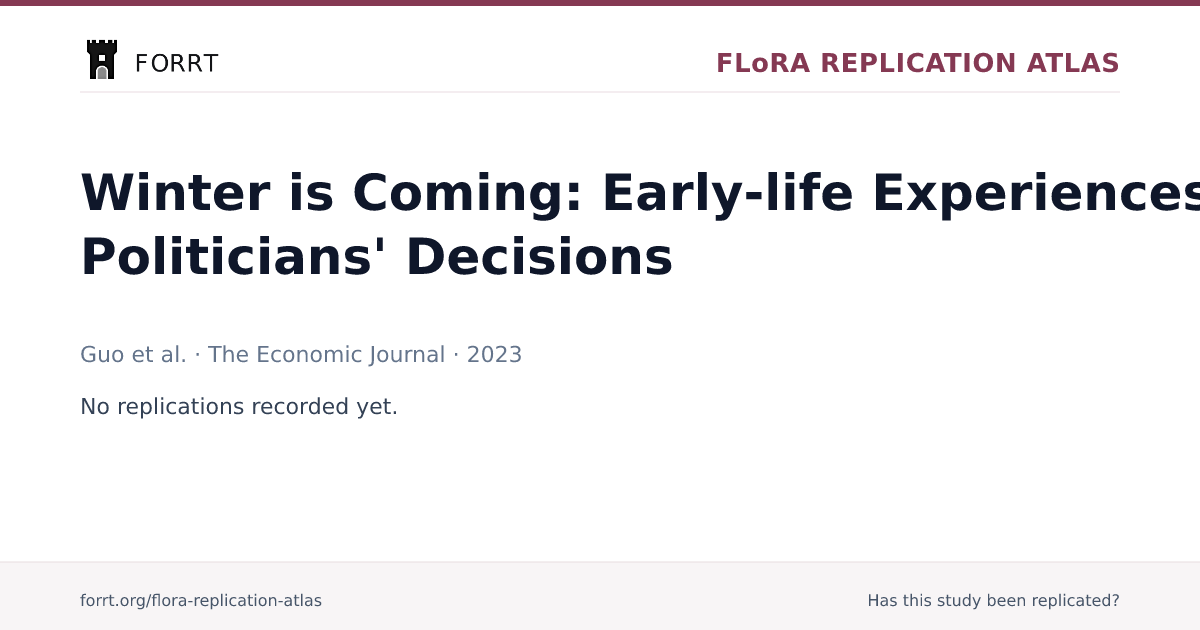 FORRT
FLoRA REPLICATION ATLAS
Winter is Coming: Early-life Experiences
Politicians' Decisions
Guo et al. · The Economic Journal · 2023
No replications recorded yet.
forrt.org/flora-replication-atlas
Has this study been replicated?